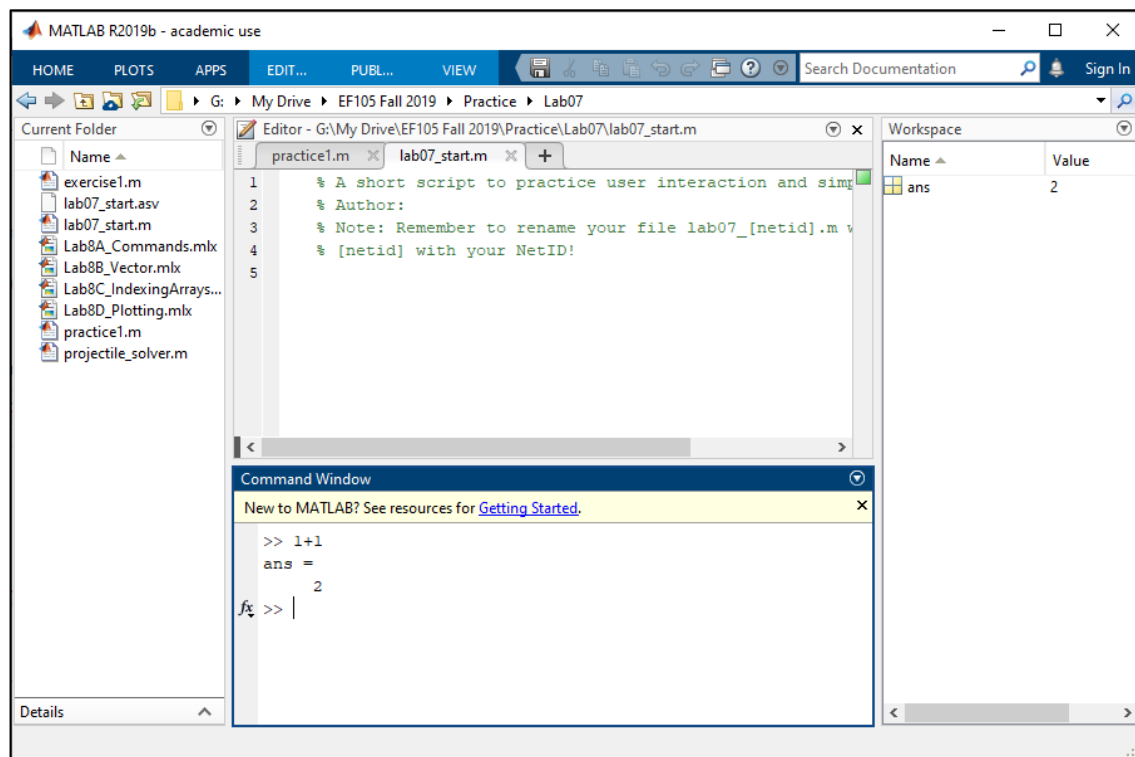 MATLAB R2019b - academic use
HOME PLOTS APPS EDIT... PUBL... VIEW Search Documentation Sign In
G: My Drive EF105 Fall 2019 Practice Lab07
Current Folder
Name
exercise1.m
lab07_start.asv
lab07_start.m
Lab8A_Commands.mlx
Lab8B_Vector.mlx
Lab8C_IndexingArrays...
Lab8D_Plotting.mlx
practice1.m
projectile_solver.m
Details
Editor - G:\My Drive\EF105 Fall 2019\Practice\Lab07\lab07_start.m
practice1.m lab07_start.m +
1 % A short script to practice user interaction and simp
2 % Author:
3 % Note: Remember to rename your file lab07_[netid].m w
4 % [netid] with your NetID!
5
Command Window
New to MATLAB? See resources for Getting Started.
>> 1+1
ans =
2
fx >>
Workspace
Name Value
ans 2